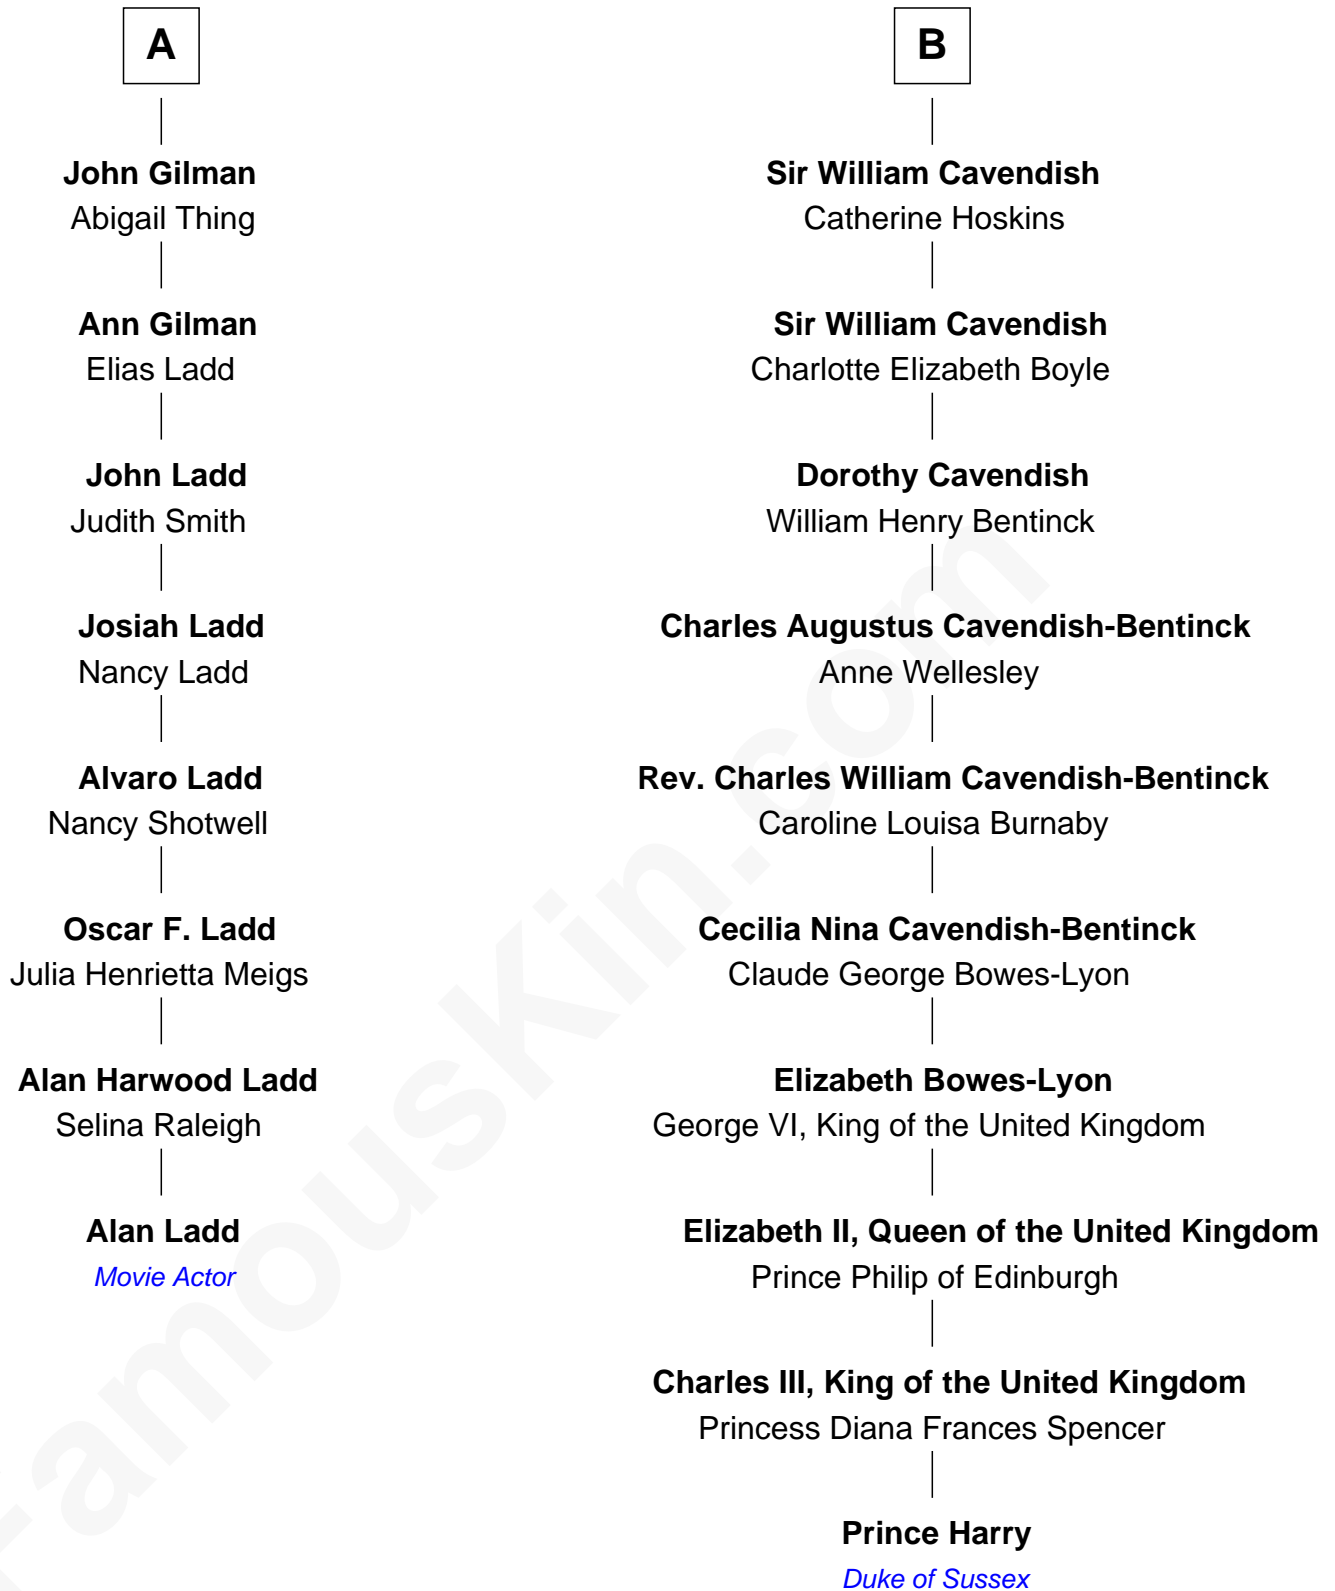 A
John Gilman
Abigail Thing
Ann Gilman
Elias Ladd
John Ladd
Judith Smith
Josiah Ladd
Nancy Ladd
Alvaro Ladd
Nancy Shotwell
Oscar F. Ladd
Julia Henrietta Meigs
Alan Harwood Ladd
Selina Raleigh
Alan Ladd
Movie Actor
B
Sir William Cavendish
Catherine Hoskins
Sir William Cavendish
Charlotte Elizabeth Boyle
Dorothy Cavendish
William Henry Bentinck
Charles Augustus Cavendish-Bentinck
Anne Wellesley
Rev. Charles William Cavendish-Bentinck
Caroline Louisa Burnaby
Cecilia Nina Cavendish-Bentinck
Claude George Bowes-Lyon
Elizabeth Bowes-Lyon
George VI, King of the United Kingdom
Elizabeth II, Queen of the United Kingdom
Prince Philip of Edinburgh
Charles III, King of the United Kingdom
Princess Diana Frances Spencer
Prince Harry
Duke of Sussex
FamousKin.com